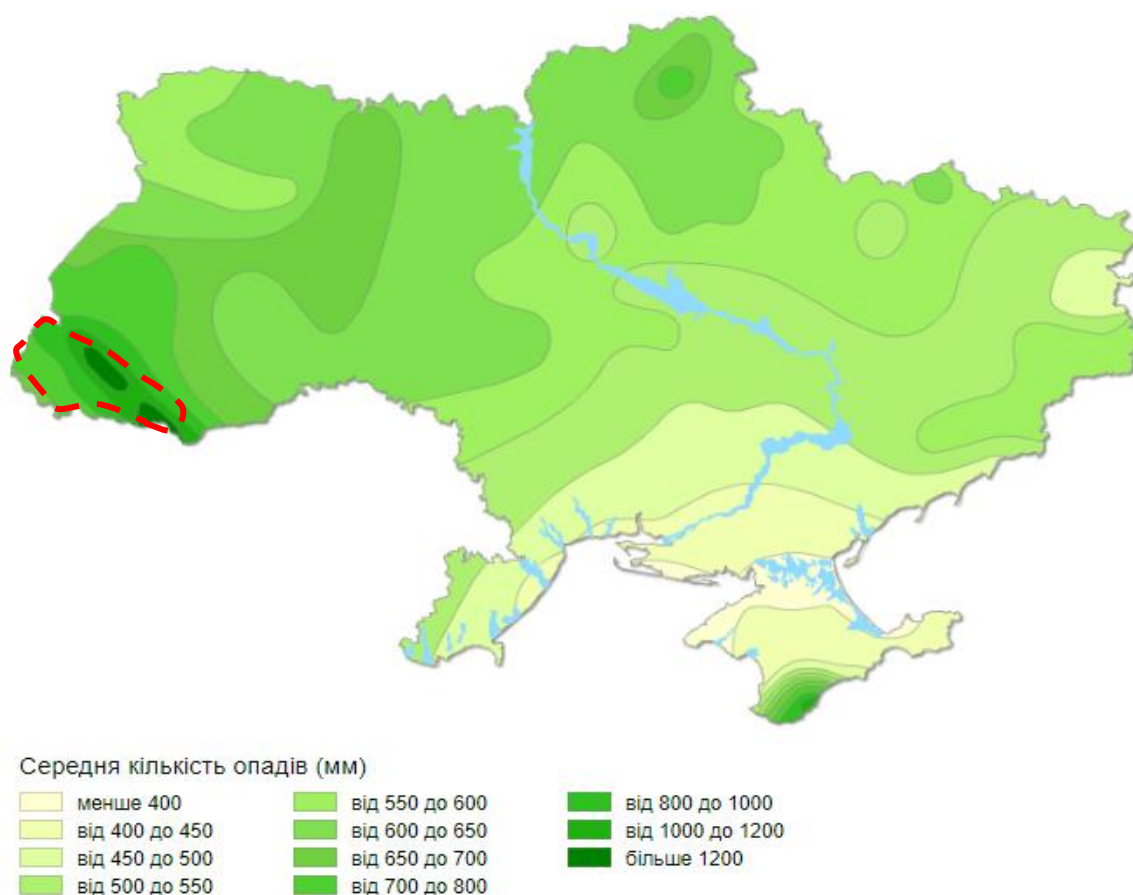 Середня кількість опадів (мм)
менше 400
від 400 до 450
від 450 до 500
від 500 до 550
від 550 до 600
від 600 до 650
від 650 до 700
від 700 до 800
від 800 до 1000
від 1000 до 1200
більше 1200